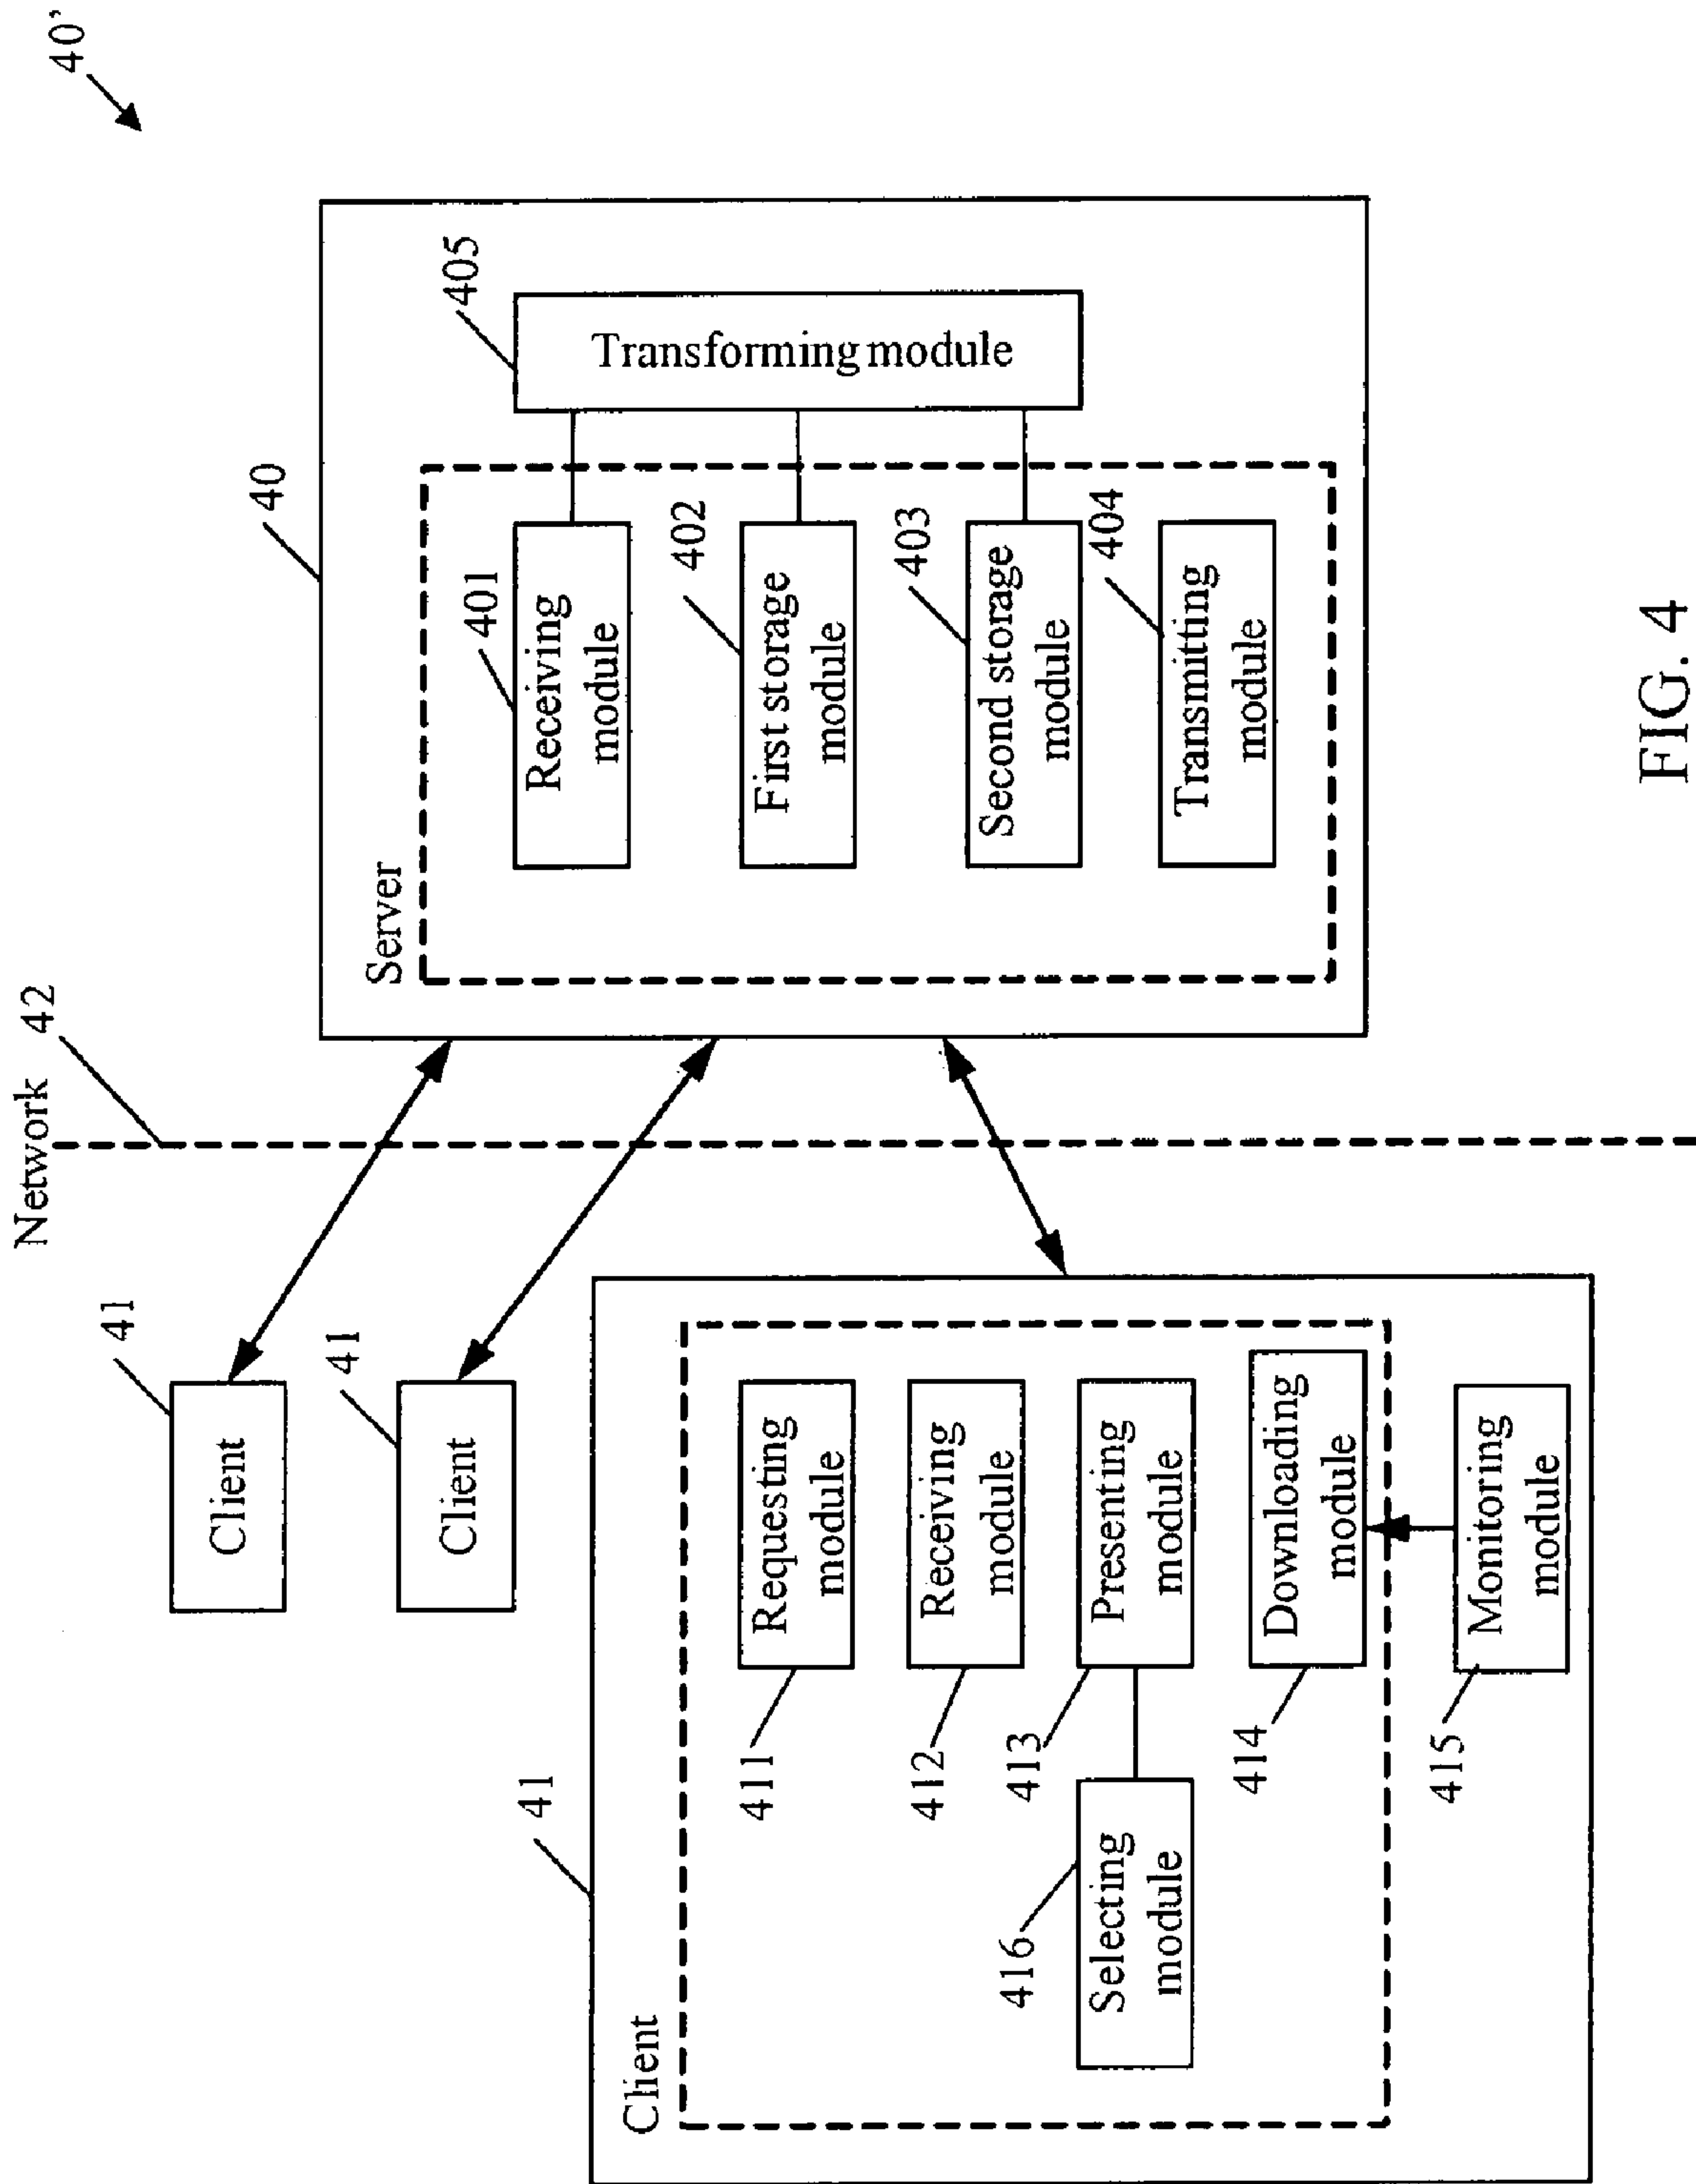 40’
Network
42
41
Client
41
Client
41
Client
Requesting
module
411
Receiving
module
412
Presenting
module
413
Selecting
module
416
Downloading
module
414
Monitoring
module
415
40
Server
Receiving
module
401
First storage
module
402
Second storage
module
403
Transmitting
module
404
Transforming module
405
FIG. 4